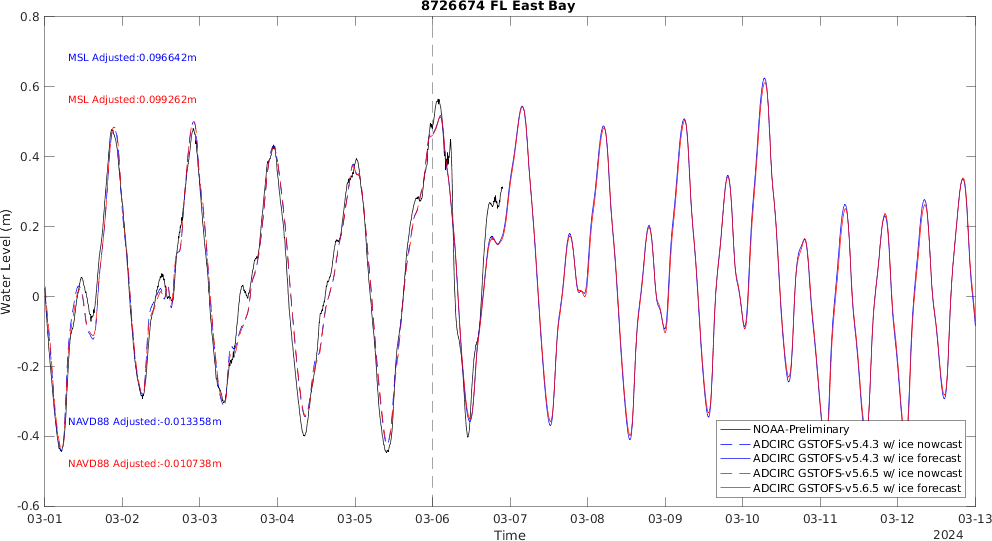 8726674 FL East Bay
MSL Adjusted:0.096642m
MSL Adjusted:0.099262m
NAVD88 Adjusted:-0.013358m
NAVD88 Adjusted:-0.010738m
Water Level (m)
0.8
0.6
0.4
0.2
0
-0.2
-0.4
-0.6
NOAA-Preliminary
ADCIRC GSTOFS-v5.4.3 w/ ice nowcast
ADCIRC GSTOFS-v5.4.3 w/ ice forecast
ADCIRC GSTOFS-v5.6.5 w/ ice nowcast
ADCIRC GSTOFS-v5.6.5 w/ ice forecast
03-01 03-02 03-03 03-04 03-05 03-06 03-07 03-08 03-09 03-10 03-11 03-12 03-13
Time
2024